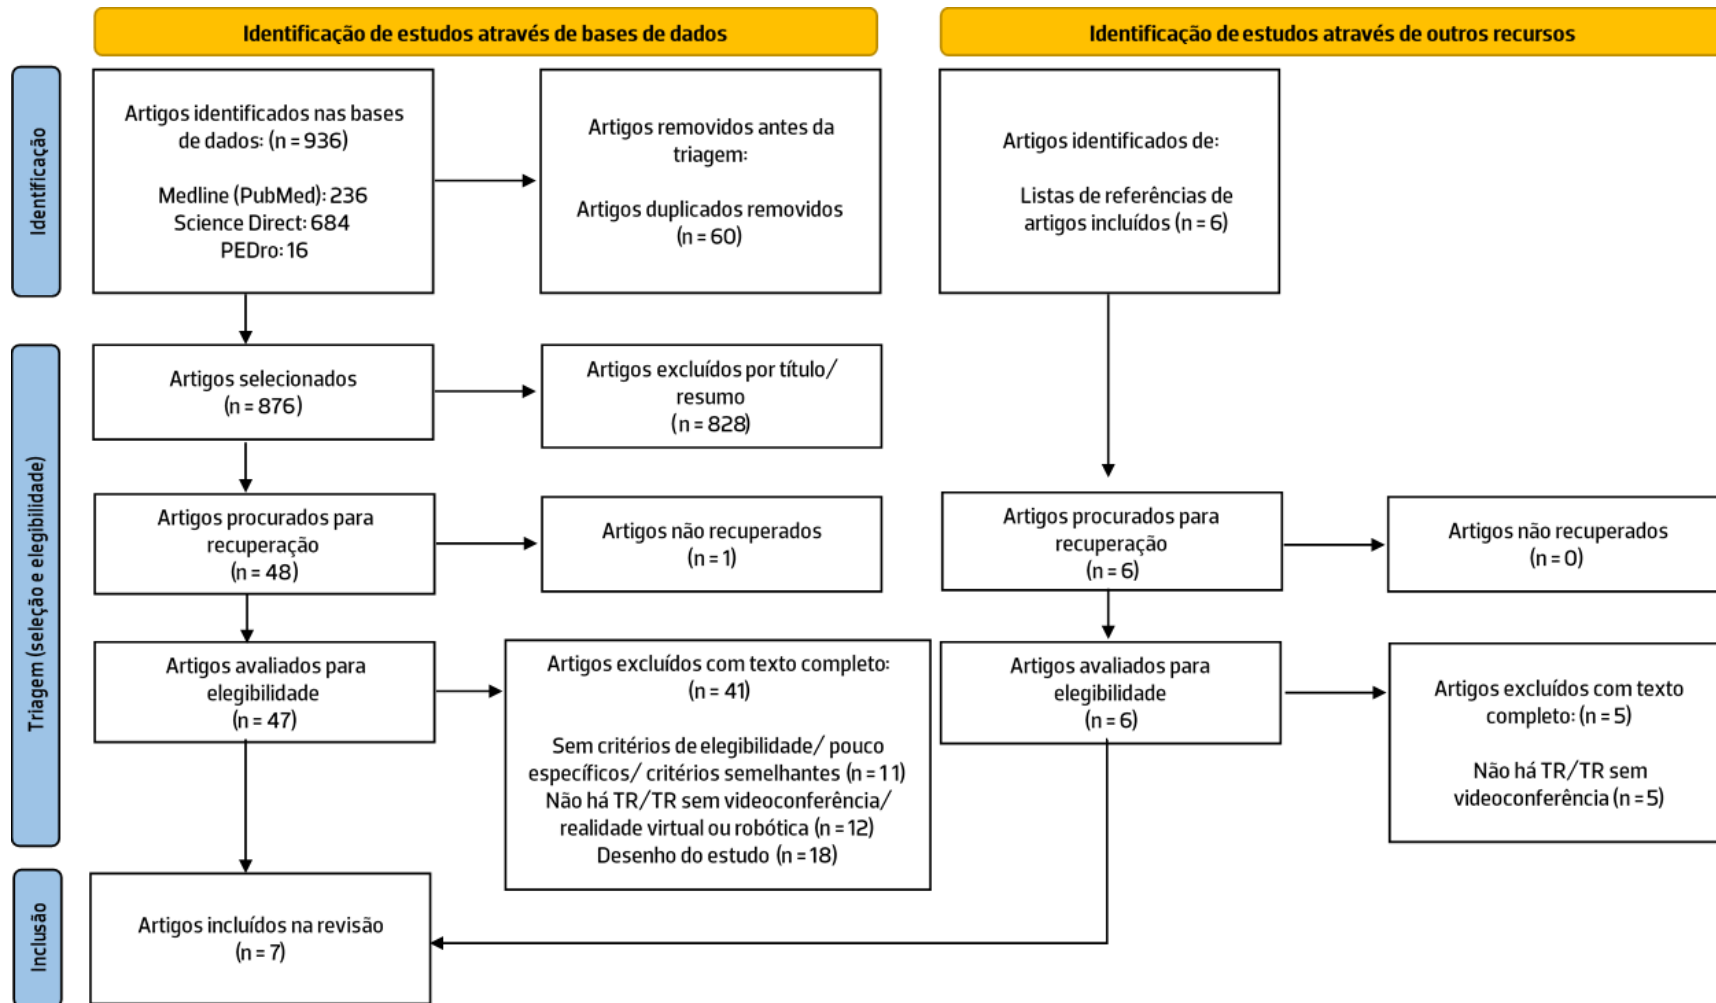 Identificação de estudos através de bases de dados
Identificação de estudos através de outros recursos
Identificação
Artigos identificados nas bases
de dados: (n = 936)
Medline (PubMed): 236
Science Direct: 684
PEDro: 16
Artigos removidos antes da
triagem:
Artigos duplicados removidos
(n = 60)
Artigos identificados de:
Listas de referências de
artigos incluídos (n = 6)
Triagem (seleção e elegibilidade)
Artigos selecionados
(n = 876)
Artigos excluídos por título/
resumo
(n = 828)
Artigos procurados para
recuperação
(n = 48)
Artigos não recuperados
(n = 1)
Artigos procurados para
recuperação
(n = 6)
Artigos não recuperados
(n = 0)
Artigos avaliados para
elegibilidade
(n = 47)
Artigos excluídos com texto completo:
(n = 41)
Sem critérios de elegibilidade/ pouco
específicos/ critérios semelhantes (n = 11)
Não há TR/TR sem videoconferência/
realidade virtual ou robótica (n = 12)
Desenho do estudo (n = 18)
Artigos avaliados para
elegibilidade
(n = 6)
Artigos excluídos com texto
completo: (n = 5)
Não há TR/TR sem
videoconferência (n = 5)
Inclusão
Artigos incluídos na revisão
(n = 7)